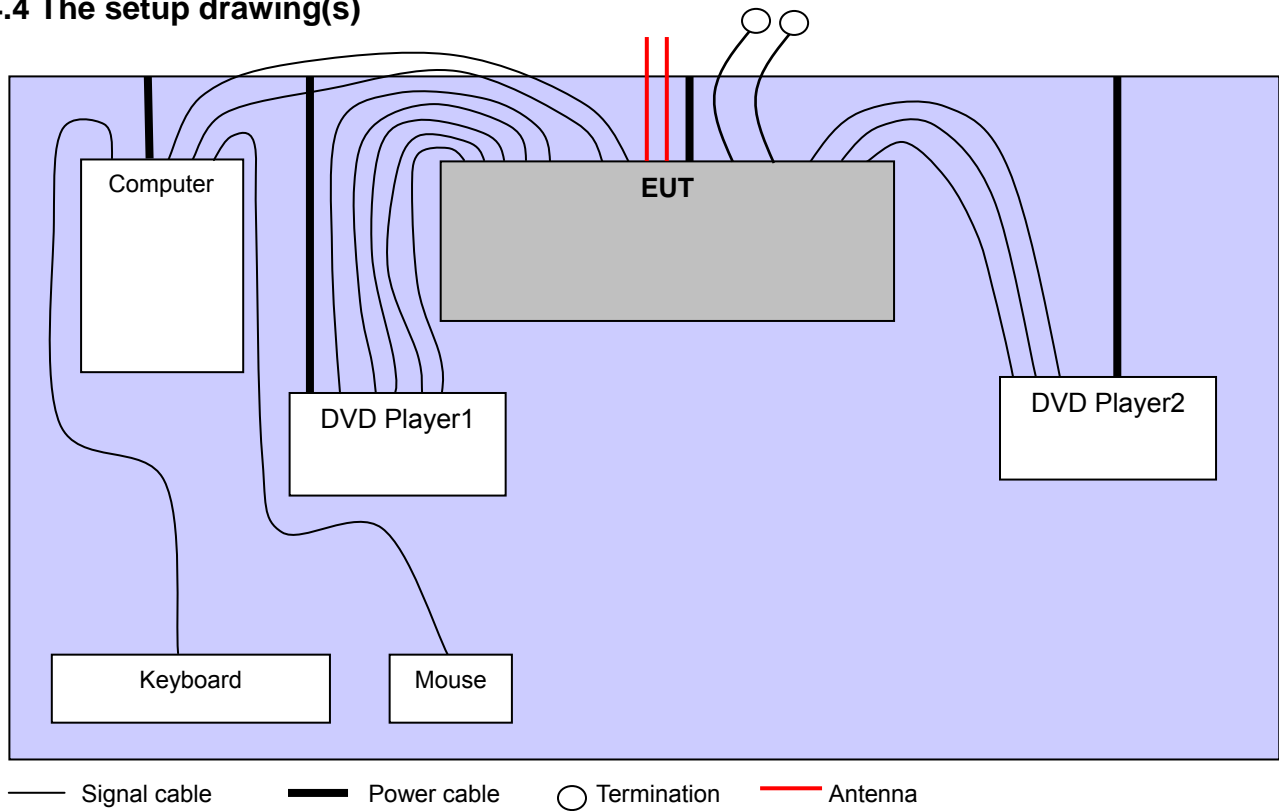 .4 The setup drawing(s)
EUT
Computer
DVD Player1
DVD Player2
Keyboard
Mouse
Signal cable
Power cable
Termination
Antenna